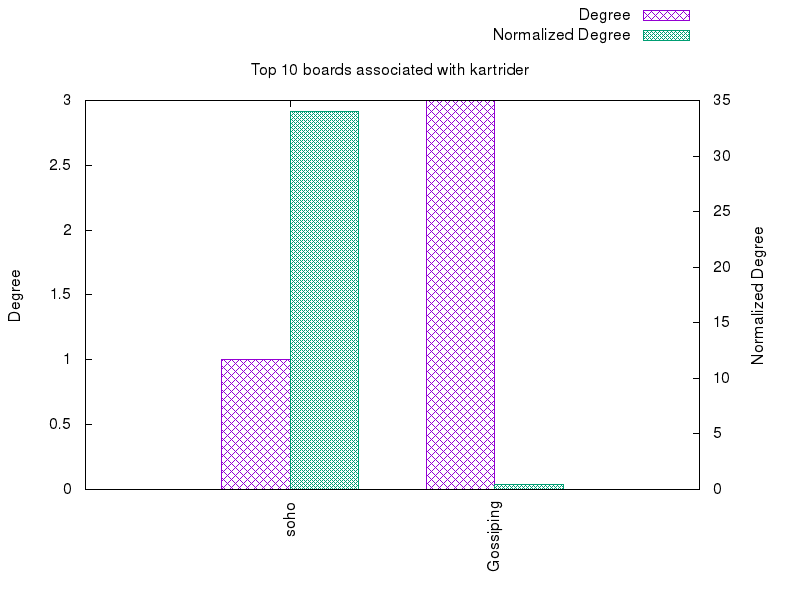 Degree
Normalized Degree
Top 10 boards associated with kartrider
3
2.5
2
1.5
1
0.5
0
35
30
25
20
15
10
5
0
Degree
Normalized Degree
soho
Gossiping